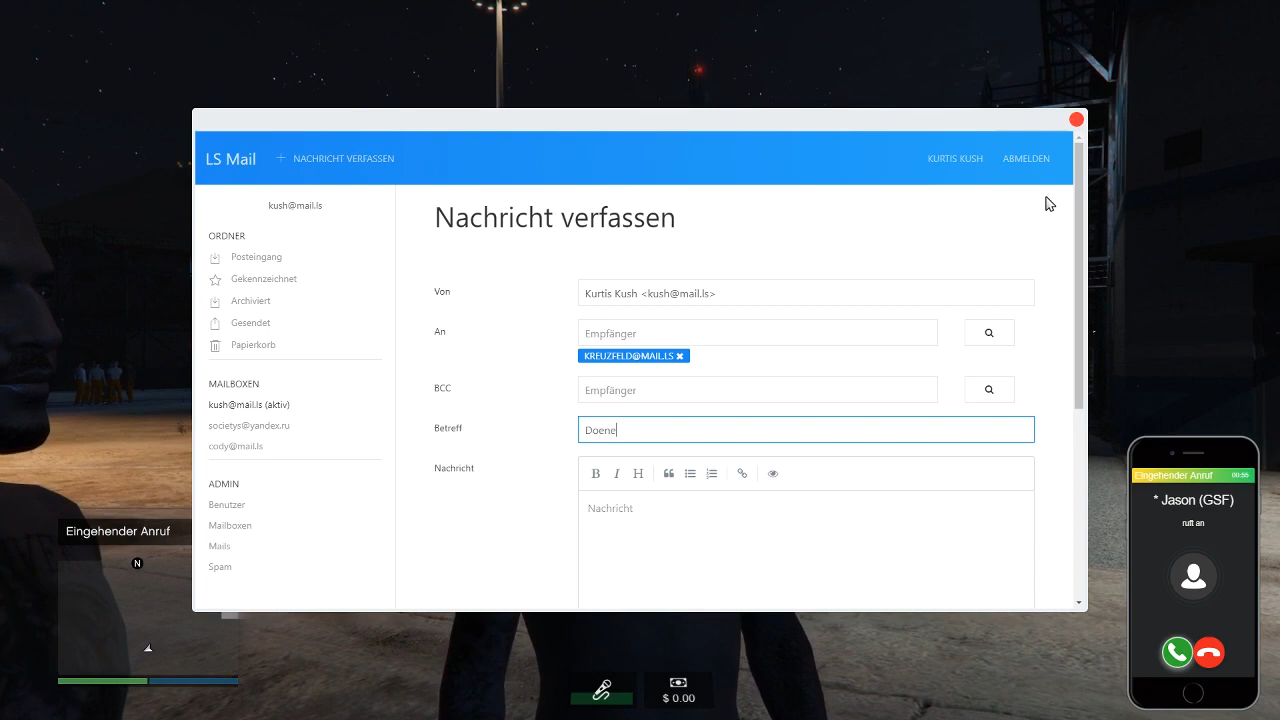 LS Mail
NACHRICHT VERFASSEN
KURTIS KUSH
ABMELDEN
kush@mail.ls
ORDNER
Posteingang
Gekennzeichnet
Archiviert
Gesendet
Papierkorb
MAILBOXEN
kush@mail.ls (aktiv)
societys@yandex.ru
cody@mail.ls
ADMIN
Benutzer
Mailboxen
Mails
Spam
Nachricht verfassen
Von
Kurtis Kush <kush@mail.ls>
An
Empfänger
KREUZFELD@MAIL.LS
BCC
Empfänger
Betreff
Doene
Nachricht
B I H
Nachricht
Eingehender Anruf
N
$ 0.00
Eingehender Anruf 00:55
* Jason (GSF)
ruft an